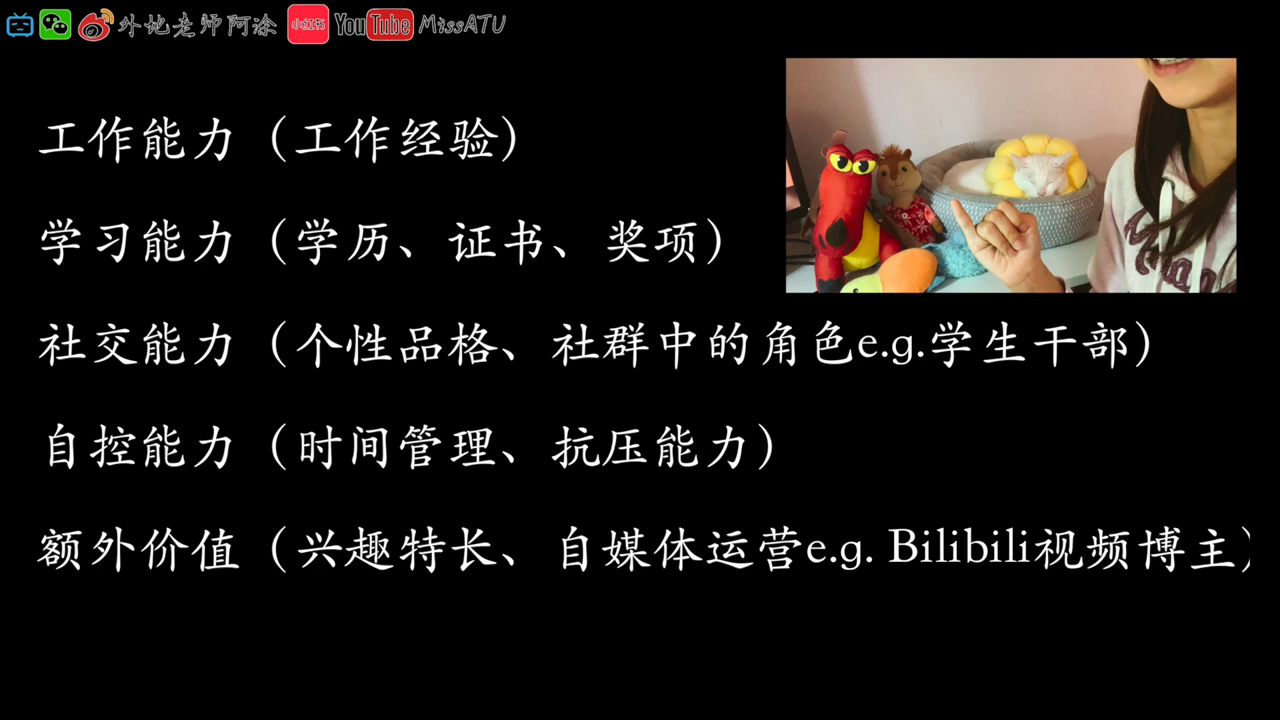 外地老师阿涂 小红书 YouTube MissATU
工作能力（工作经验）
学习能力（学历、证书、奖项）
社交能力（个性品格、社群中的角色e.g.学生干部）
自控能力（时间管理、抗压能力）
额外价值（兴趣特长、自媒体运营e.g. Bilibili视频博主）